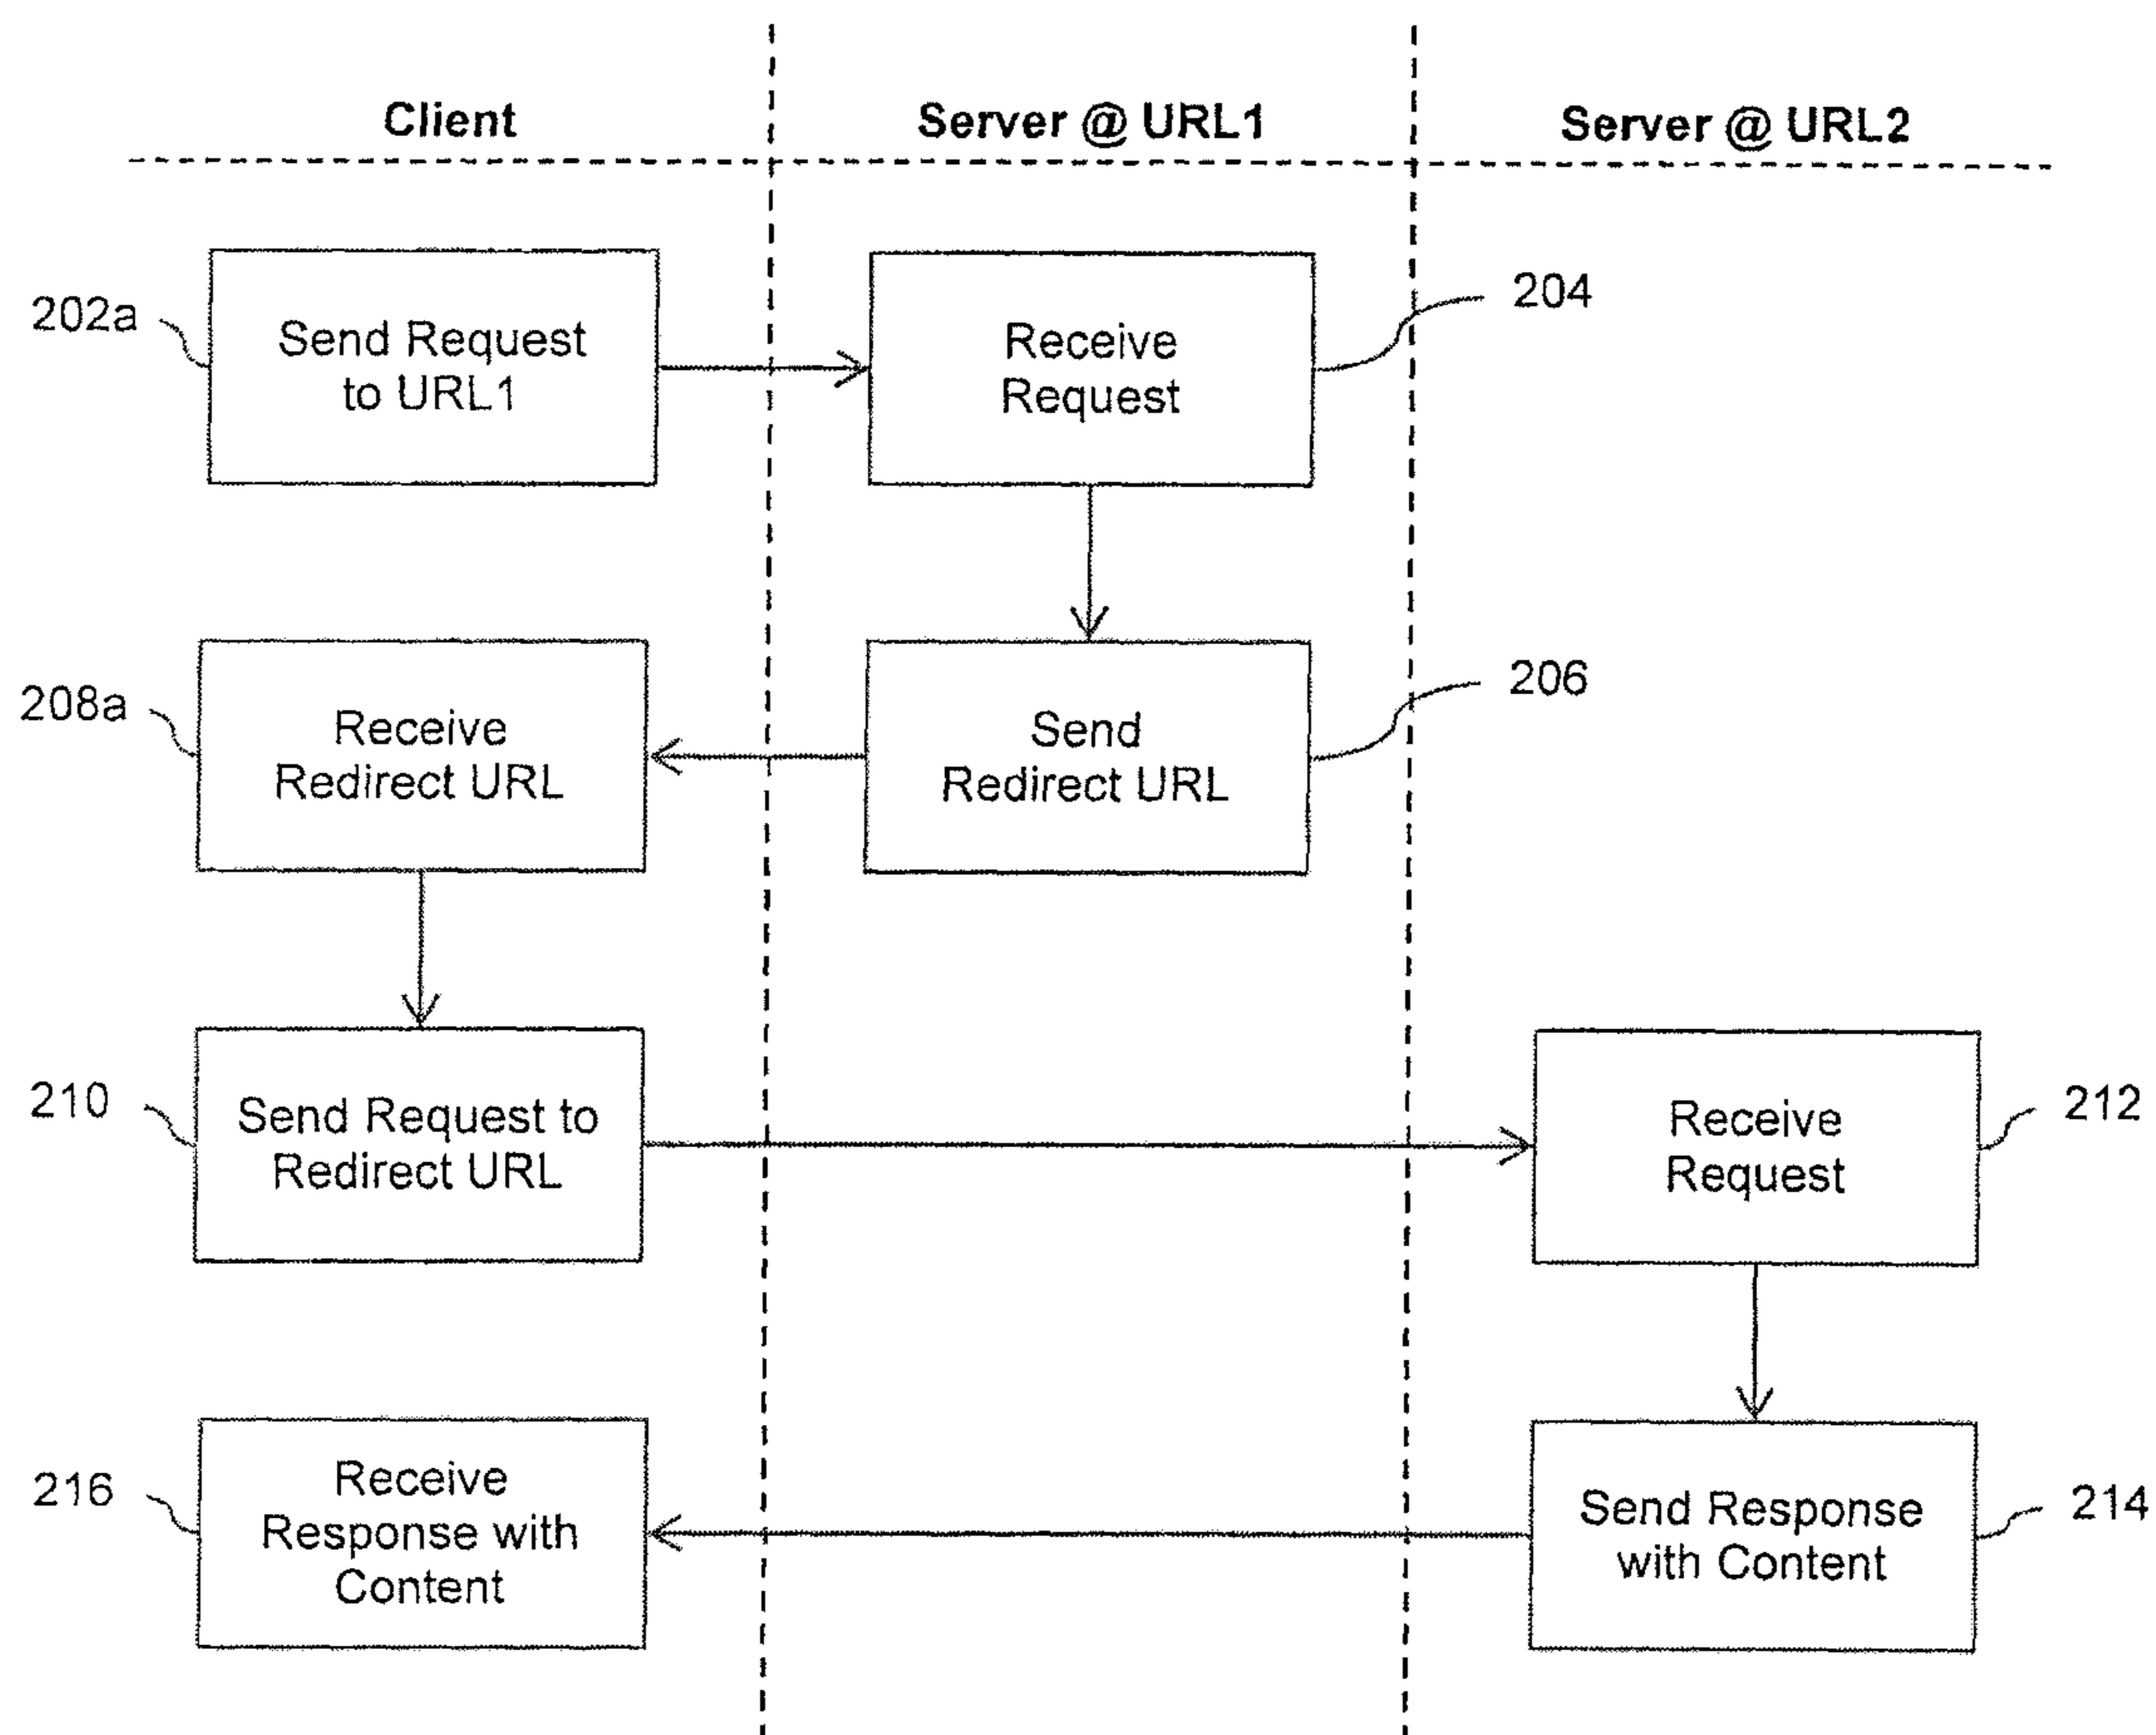 Client
Server @ URL1
Server @ URL2
202a
Send Request
to URL1
Receive
Request
204
208a
Receive
Redirect URL
Send
Redirect URL
206
210
Send Request to
Redirect URL
Receive
Request
212
216
Receive
Response with
Content
Send Response
with Content
214